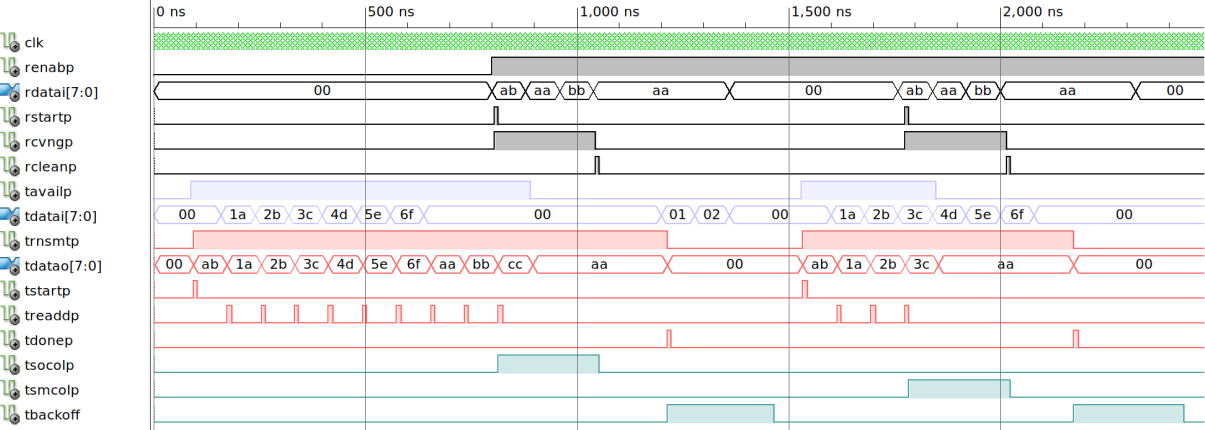 0 ns 500 ns 1,000 ns 1,500 ns 2,000 ns
clk
renabp
rdatai[7:0] 00 ab aa bb aa 00 ab aa bb aa 00
rstartp
rcvngp
rcleanp
tavailp
tdatai[7:0] 00 1a 2b 3c 4d 5e 6f 00 01 02 00 1a 2b 3c 4d 5e 6f 00
trnsmtp
tdatao[7:0] 00 ab 1a 2b 3c 4d 5e 6f aa bb cc aa 00 ab 1a 2b 3c aa 00
tstartp
treaddp
tdonep
tsocolp
tsmcolp
tbackoff